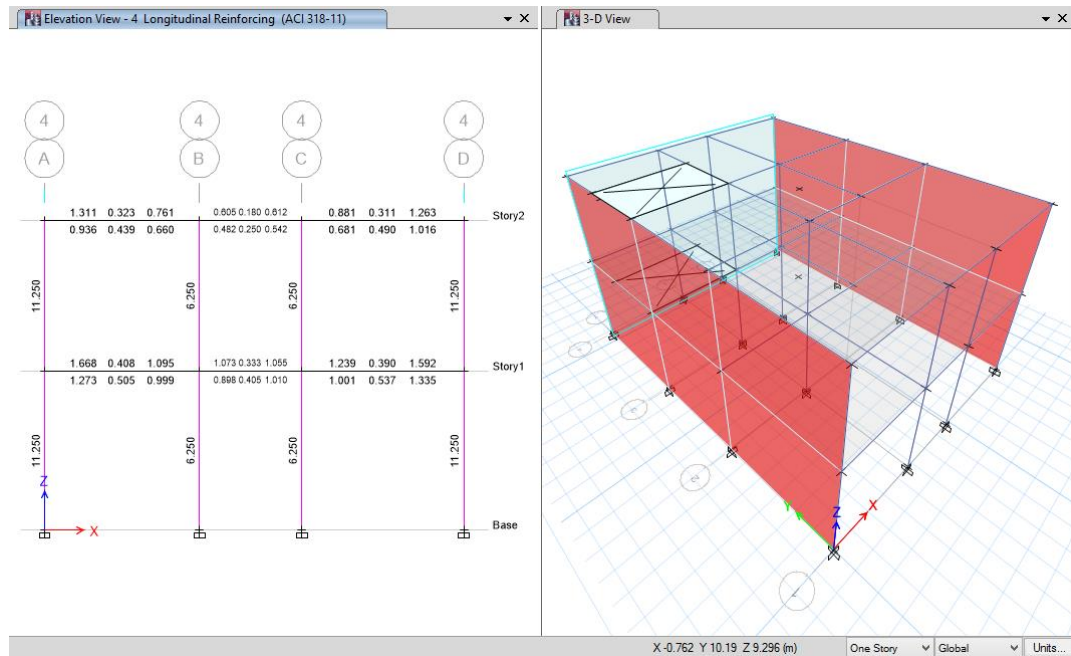 Elevation View - 4 Longitudinal Reinforcing (ACI 318-11)
3-D View
4 4 4 4
A B C D
1.311 0.323 0.761 0.605 0.180 0.612 0.881 0.311 1.263 Story2
0.936 0.439 0.660 0.482 0.250 0.542 0.681 0.490 1.016
11.250 6.250 6.250 11.250
1.668 0.408 1.095 1.073 0.333 1.055 1.239 0.390 1.592 Story1
1.273 0.505 0.999 0.898 0.405 1.010 1.001 0.537 1.335
11.250 6.250 6.250 11.250
Z
X
Base
2
Y Z X
1
X -0.762 Y 10.19 Z 9.296 (m)
One Story
Global
Units...